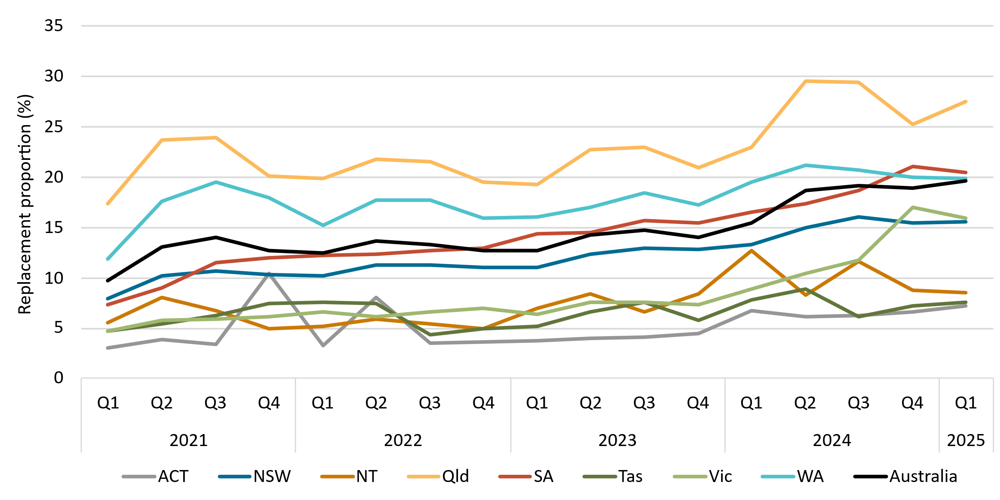 Replacement proportion (%)
35
30
25
20
15
10
5
0
Q1 Q2 Q3 Q4 Q1 Q2 Q3 Q4 Q1 Q2 Q3 Q4 Q1 Q2 Q3 Q4 Q1
2021 2022 2023 2024 2025
ACT NSW NT Qld SA Tas Vic WA Australia